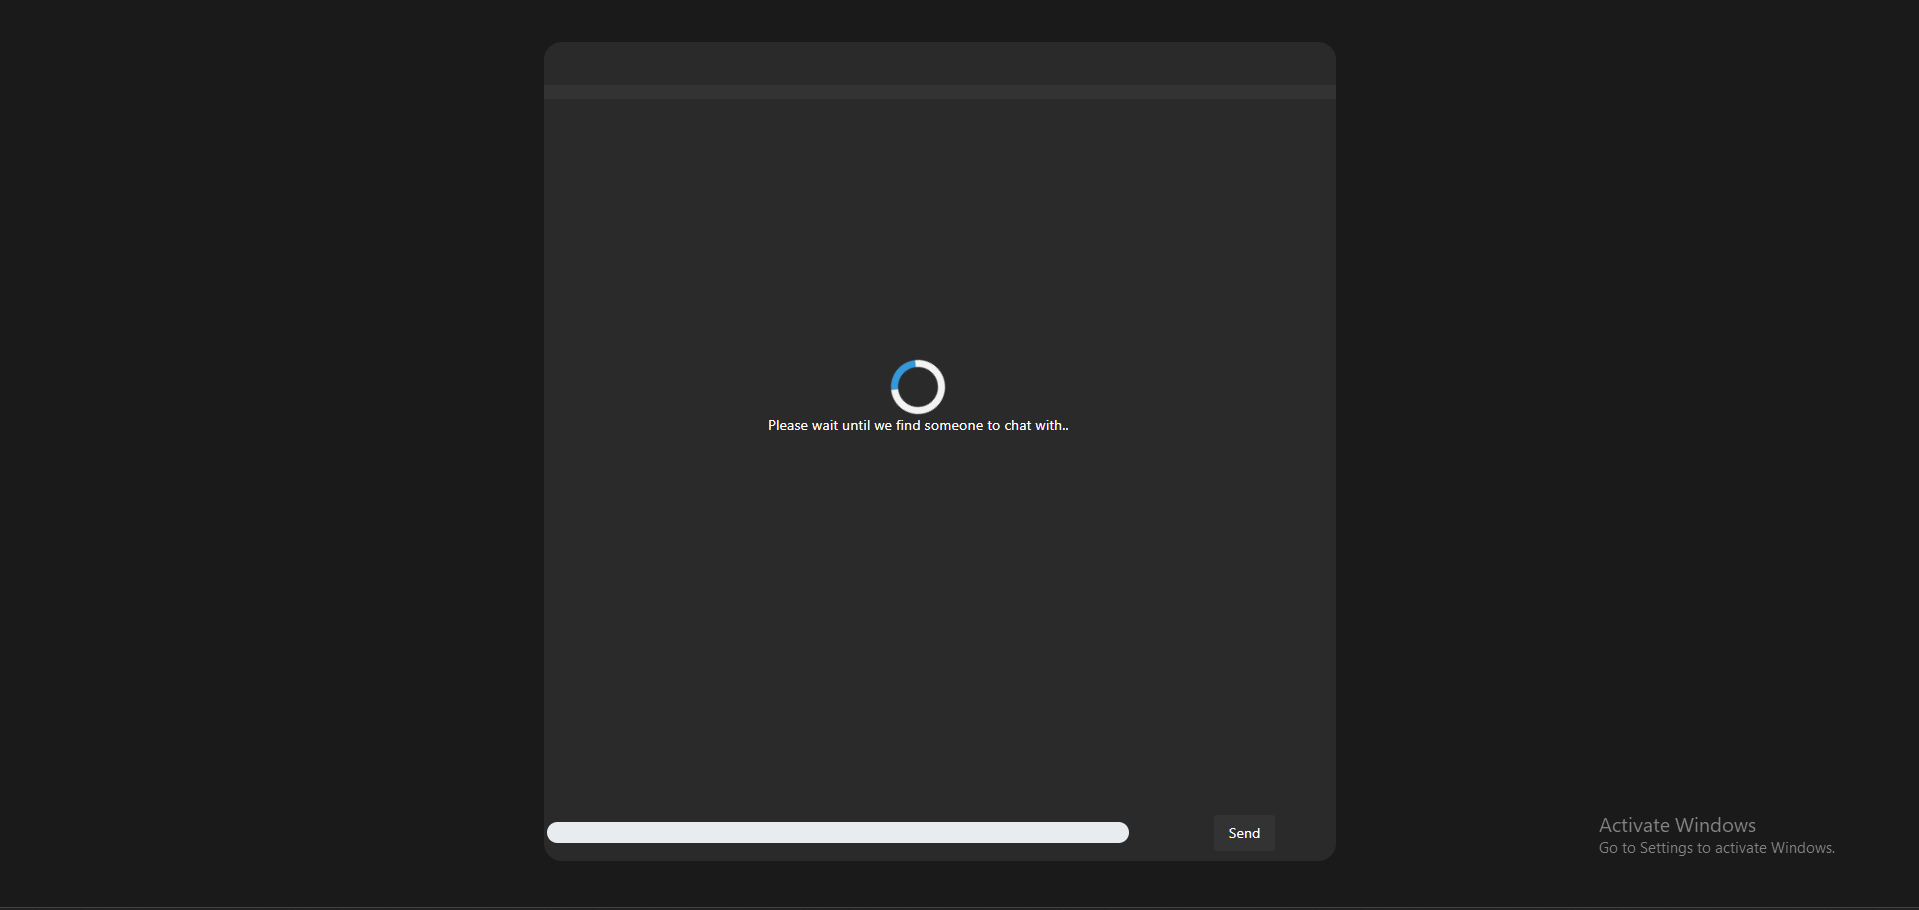 Please wait until we find someone to chat with..
Send
Activate Windows
Go to Settings to activate Windows.